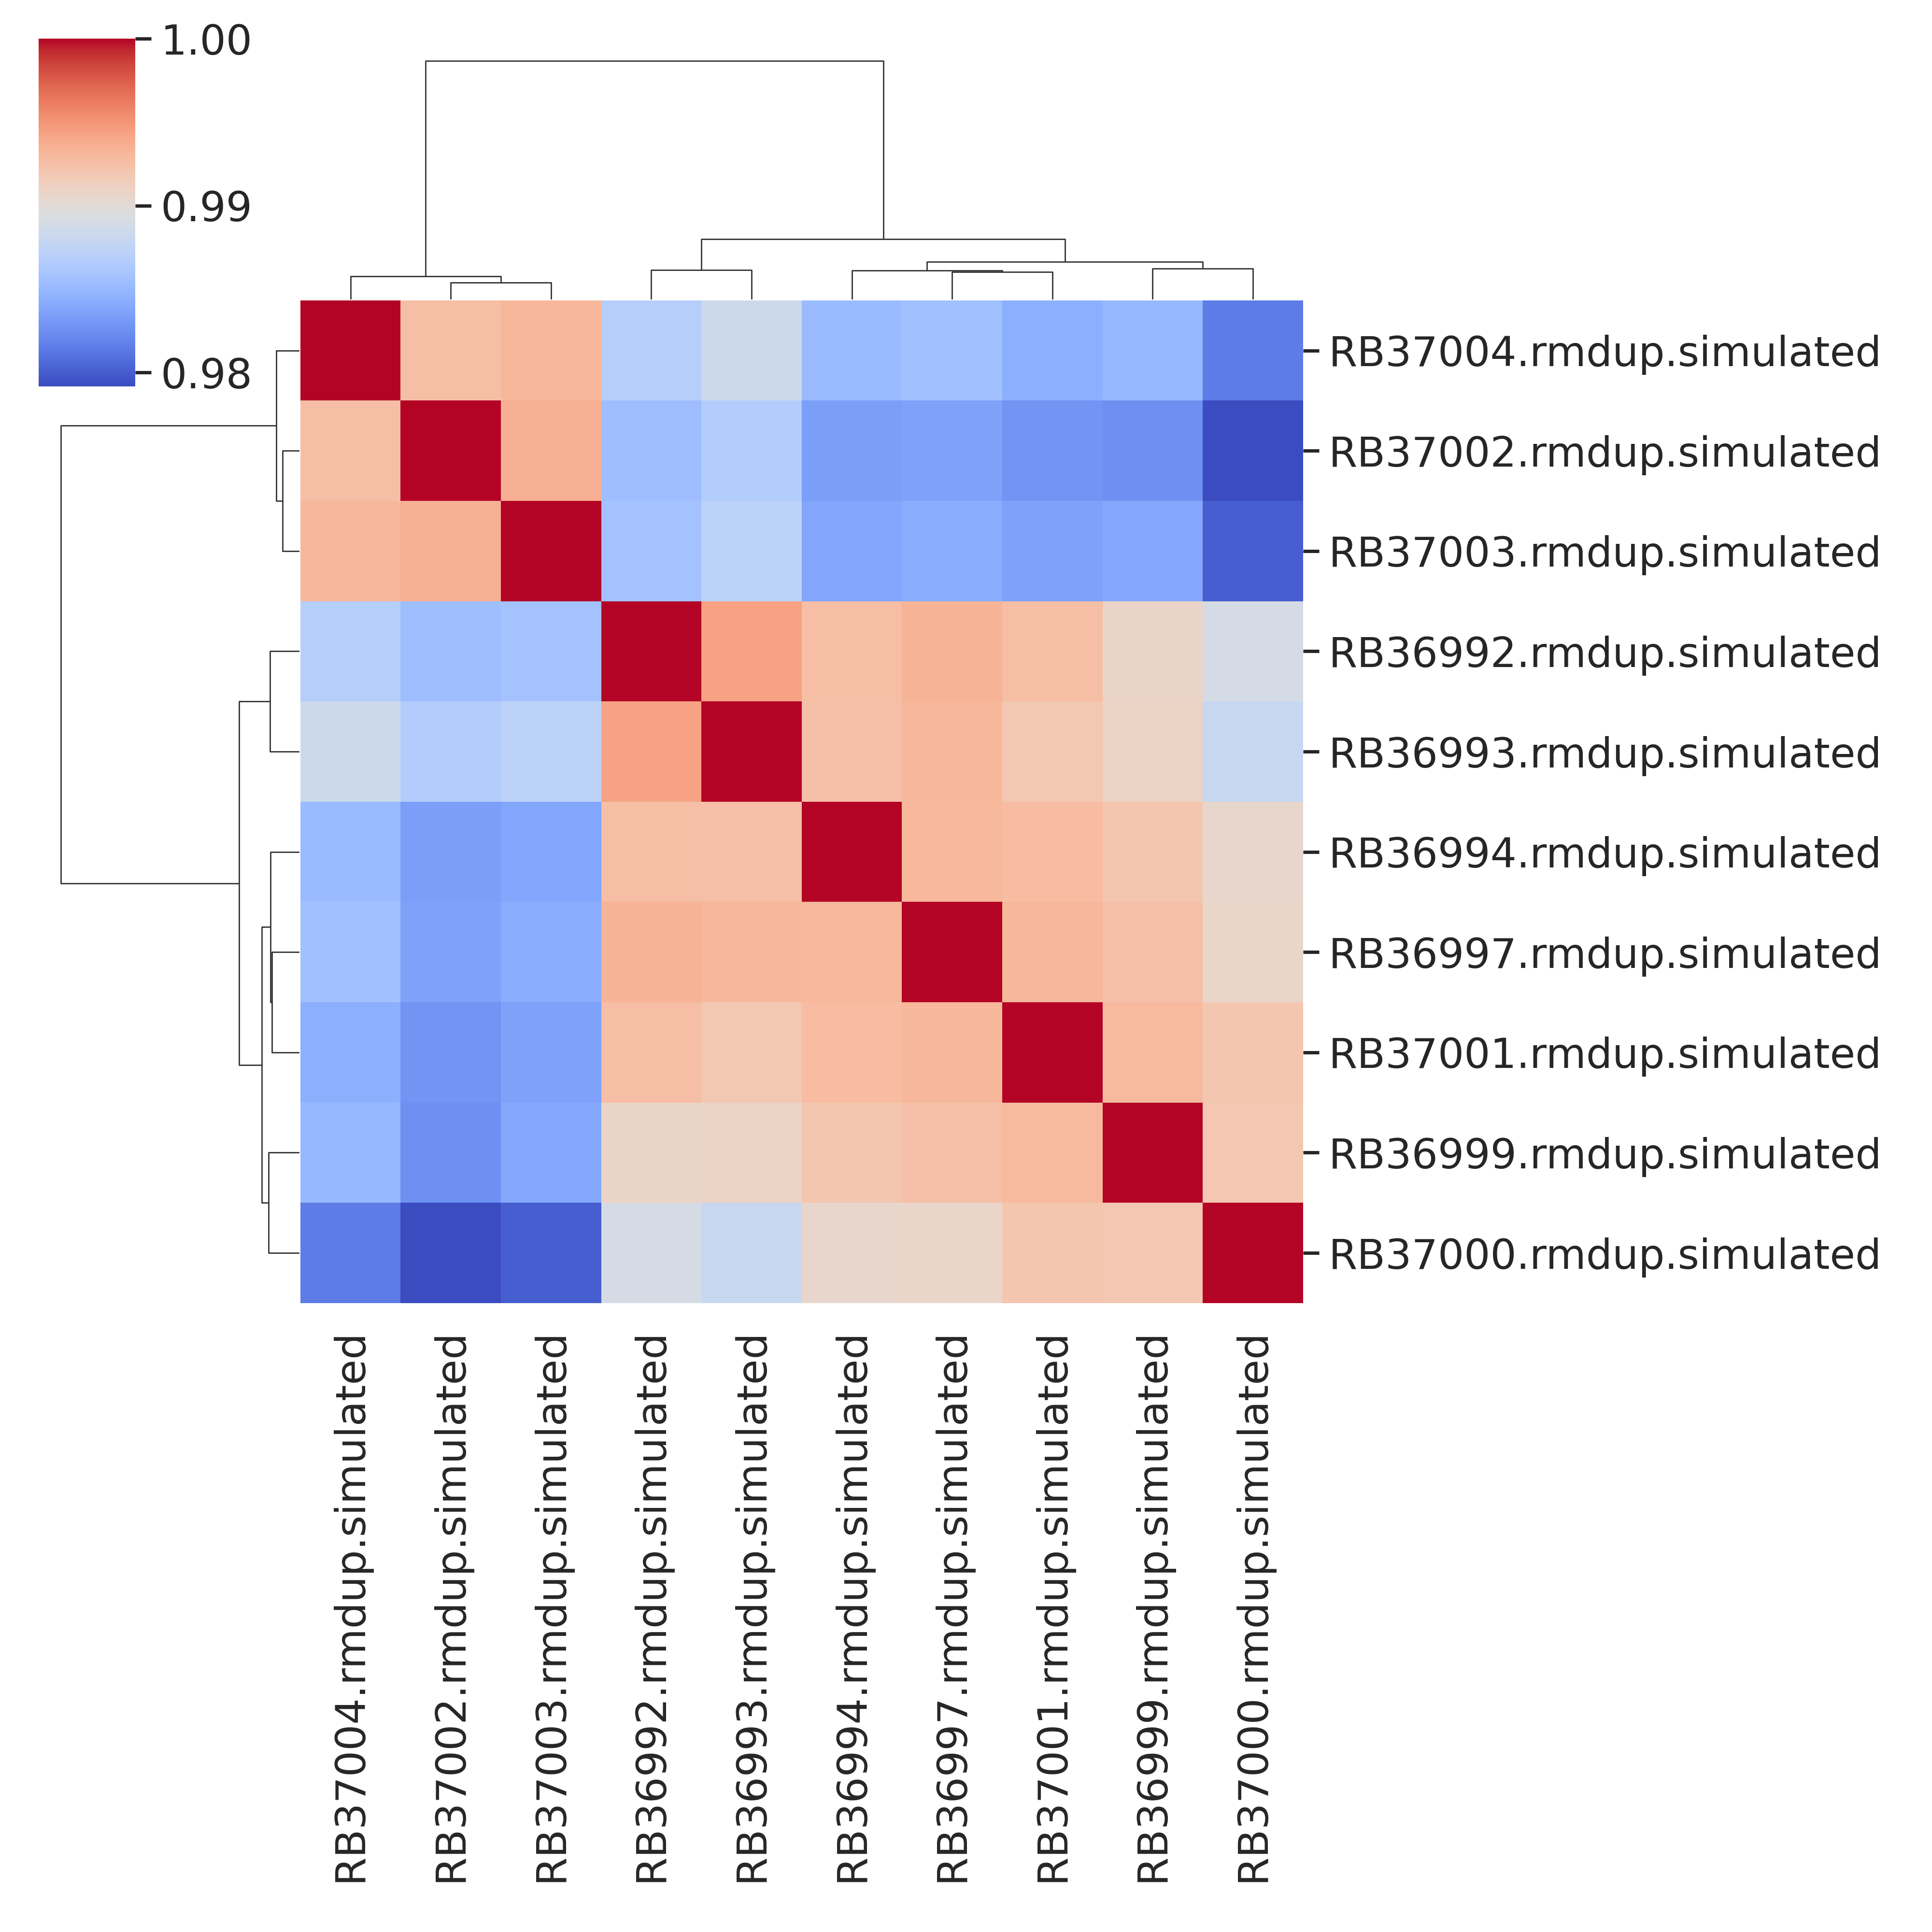 1.00
0.99
0.98
RB37004.rmdup.simulated
RB37002.rmdup.simulated
RB37003.rmdup.simulated
RB36992.rmdup.simulated
RB36993.rmdup.simulated
RB36994.rmdup.simulated
RB36997.rmdup.simulated
RB37001.rmdup.simulated
RB36999.rmdup.simulated
RB37000.rmdup.simulated
RB37004.rmdup.simulated
RB37002.rmdup.simulated
RB37003.rmdup.simulated
RB36992.rmdup.simulated
RB36993.rmdup.simulated
RB36994.rmdup.simulated
RB36997.rmdup.simulated
RB37001.rmdup.simulated
RB36999.rmdup.simulated
RB37000.rmdup.simulated